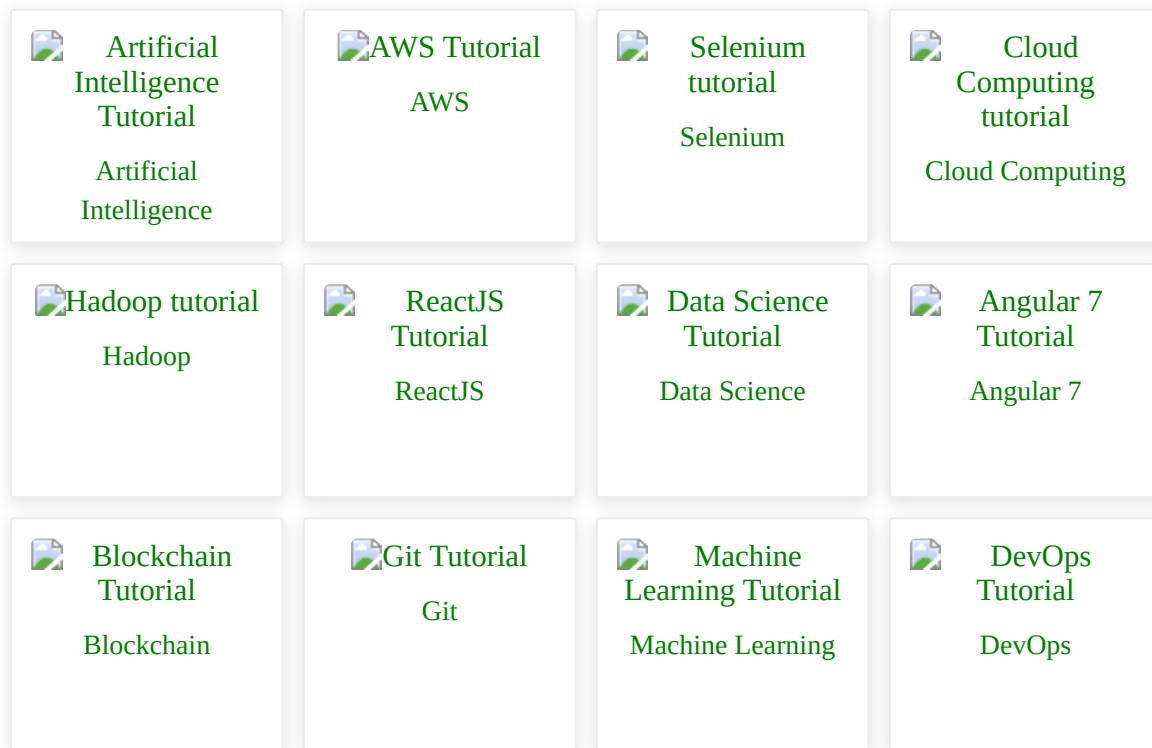 Artificial
Intelligence
Tutorial
Artificial
Intelligence
AWS Tutorial
AWS
Selenium
tutorial
Selenium
Cloud
Computing
tutorial
Cloud Computing
Hadoop tutorial
Hadoop
ReactJS
Tutorial
ReactJS
Data Science
Tutorial
Data Science
Angular 7
Tutorial
Angular 7
Blockchain
Tutorial
Blockchain
Git Tutorial
Git
Machine
Learning Tutorial
Machine Learning
DevOps
Tutorial
DevOps